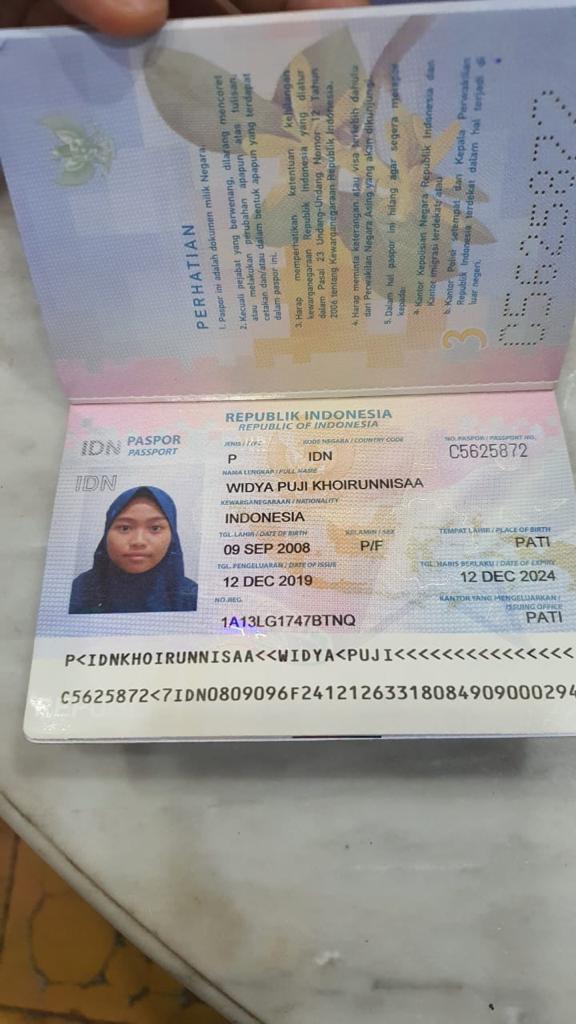 PERHATIAN
1. Paspor ini adalah dokumen milik Negara.
2. Kecuali pejabat yang berwenang, dilarang mencoret
atau melakukan perubahan apapun atas tulisan,
cetakan dan/atau dalam bentuk apapun yang terdapat
dalam paspor ini.
3. Harap memperhatikan ketentuan kehilangan
kewarganegaraan Republik Indonesia yang diatur
dalam Pasal 23 Undang-Undang Nomor 12 Tahun
2006 tentang Kewarganegaraan Republik Indonesia.
4. Harap meminta keterangan atau visa terlebih dahulu
dari Perwakilan Negara Asing yang akan dikunjungi.
5. Dalam hal paspor ini hilang agar segera melapor
kepada:
a. Kantor Kepolisian Negara Republik Indonesia dan
Kantor Imigrasi terdekat; atau
b. Kantor Polisi setempat dan Kepala Perwakilan
Republik Indonesia terdekat dalam hal terjadi di
luar negeri.
3
C5625872
REPUBLIK INDONESIA
REPUBLIC OF INDONESIA
IDN PASPOR
PASSPORT
JENIS / TYPE KODE NEGARA / COUNTRY CODE NO. PASPOR / PASSPORT NO.
P IDN C5625872
IDN
NAMA LENGKAP / FULL NAME
WIDYA PUJI KHOIRUNNISAA
KEWARGANEGARAAN / NATIONALITY
INDONESIA
TGL. LAHIR / DATE OF BIRTH KELAMIN / SEX TEMPAT LAHIR / PLACE OF BIRTH
09 SEP 2008 P/F PATI
TGL. PENGELUARAN / DATE OF ISSUE TGL. HABIS BERLAKU / DATE OF EXPIRY
12 DEC 2019 12 DEC 2024
NO. REG. KANTOR YANG MENGELUARKAN /
ISSUING OFFICE
1A13LG1747BTNQ PATI
P<IDNKHOIRUNNISAA<<WIDYA<PUJI<<<<<<<<<<<<<<<
C5625872<7IDN0809096F24121263318084909000294